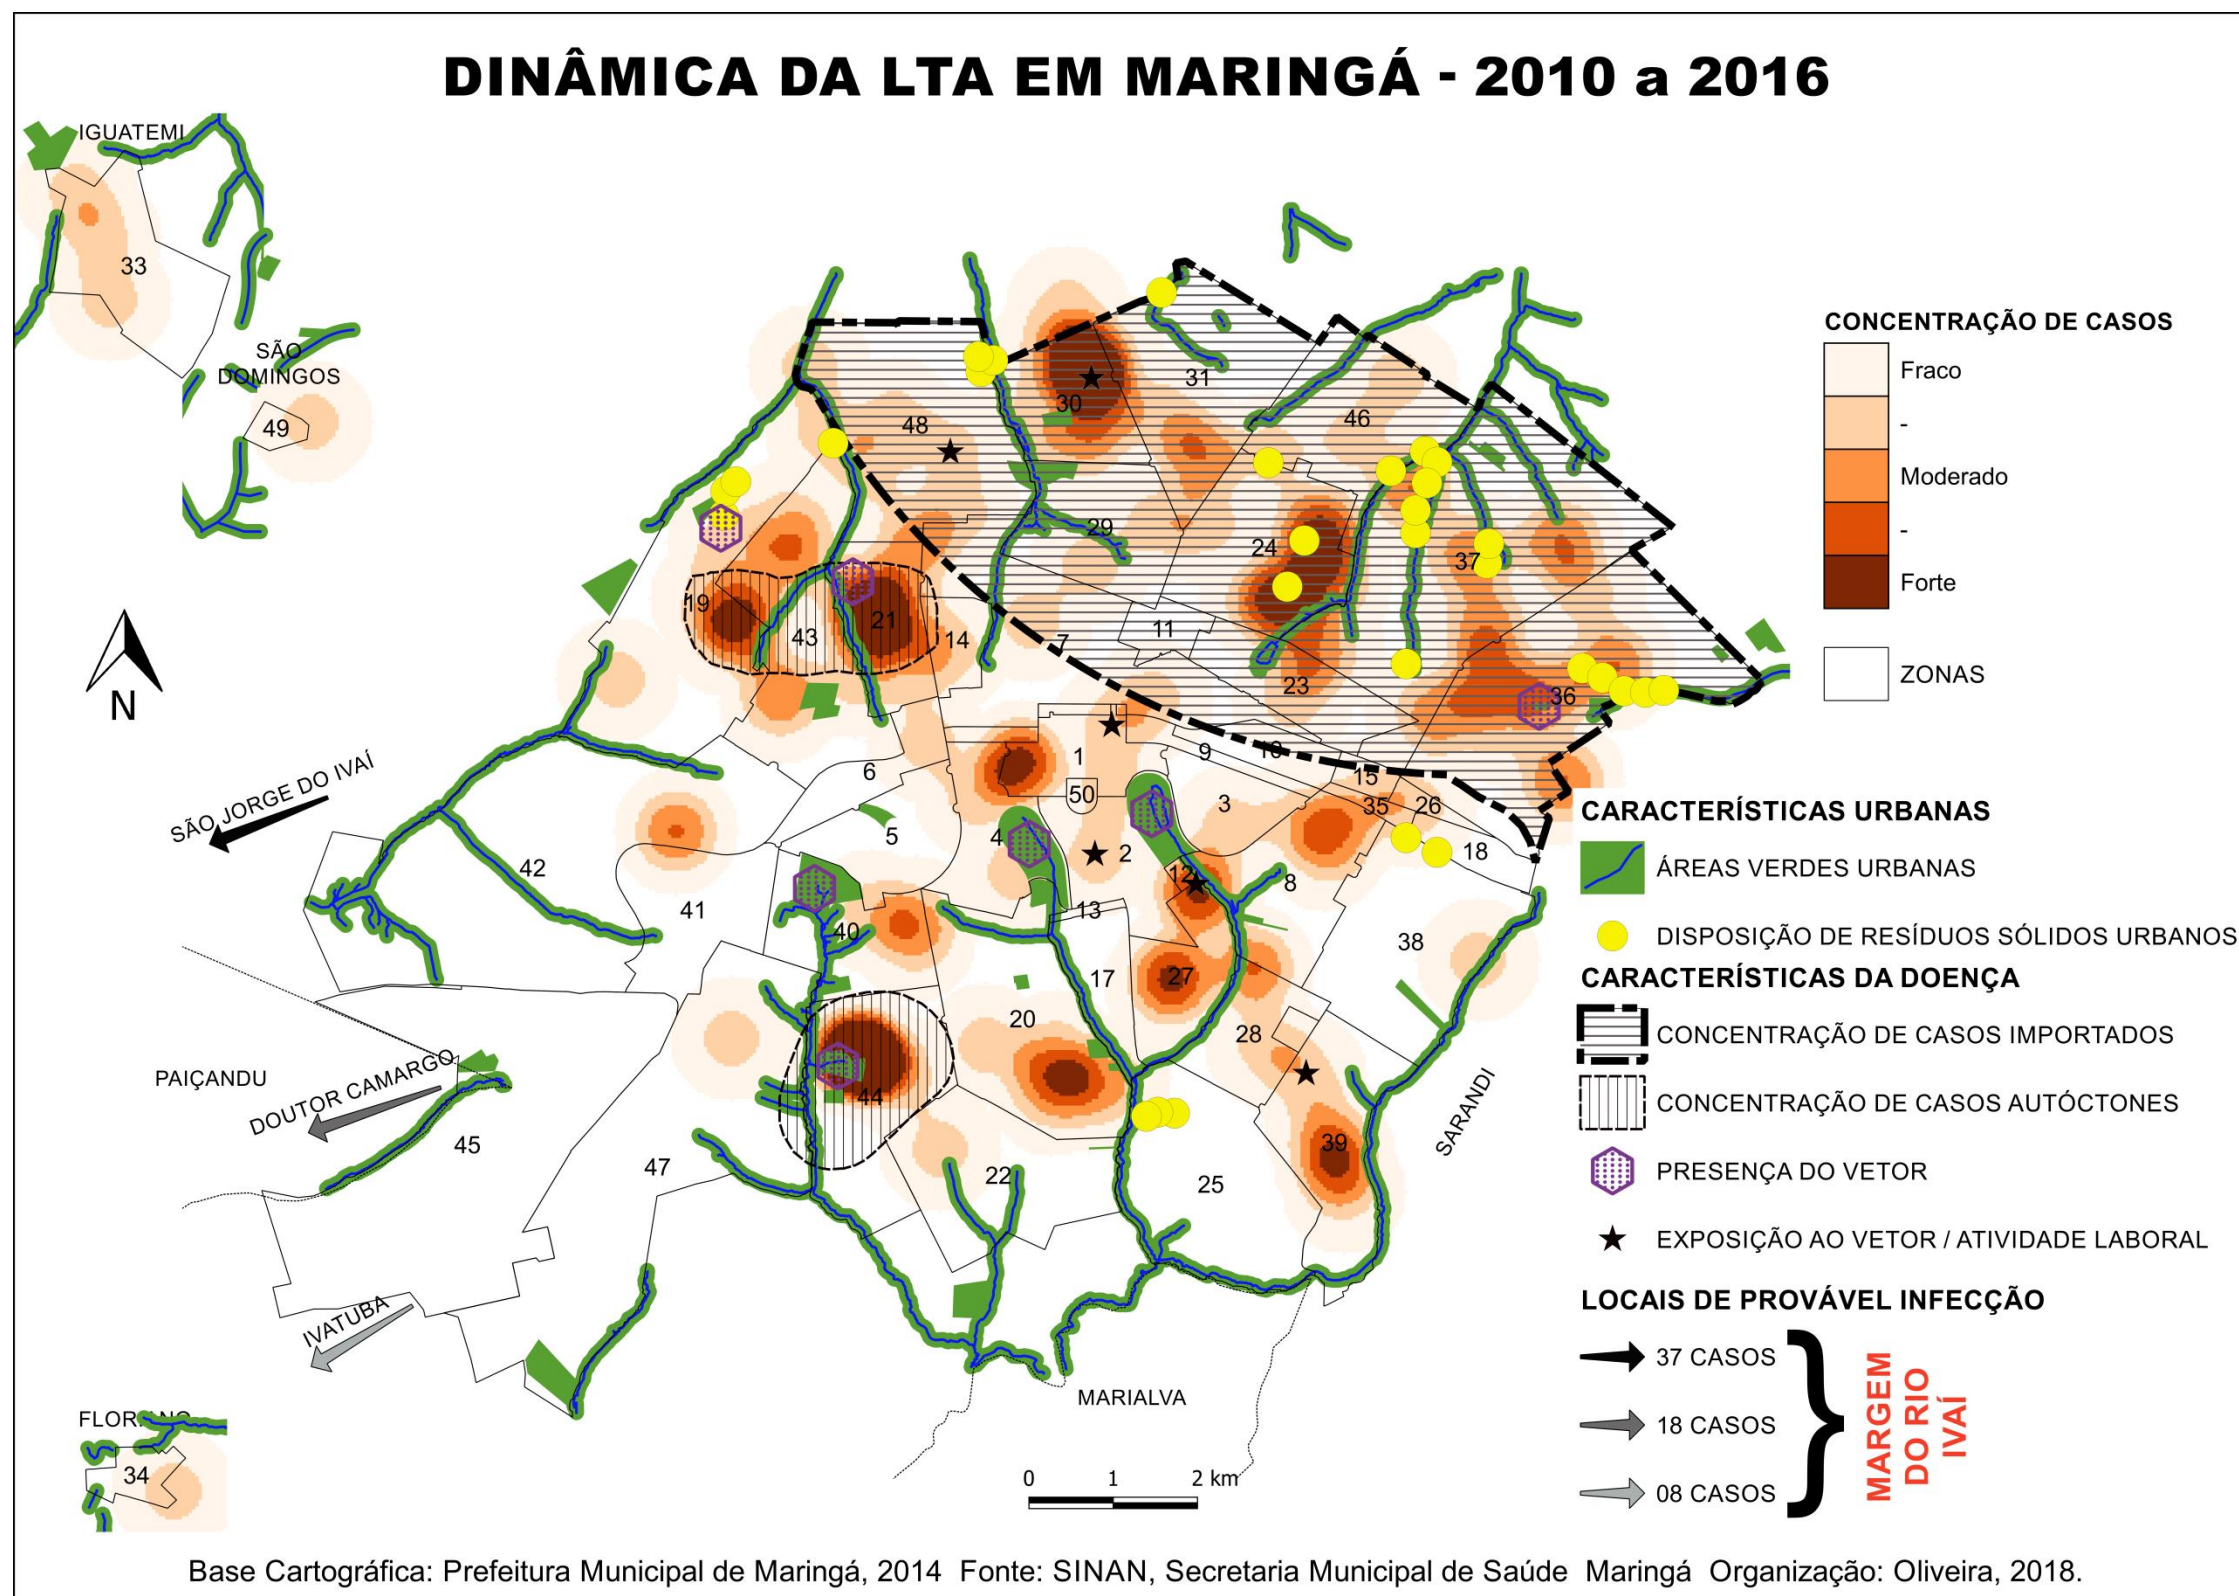 DINÂMICA DA LTA EM MARINGÁ - 2010 a 2016
IGUATEMI
33
SÃO
DOMINGOS
49
31
30
46
48
29
24
37
19
21
43
14
7
11
23
36
1
9
10
6
15
50
3
35
26
5
4
2
18
42
12
8
41
13
40
38
17
27
20
28
44
39
45
47
22
25
34
N
SÃO JORGE DO IVAÍ
PAIÇANDU
DOUTOR CAMARGO
IVATUBA
SARANDI
MARIALVA
0 1 2 km
CONCENTRAÇÃO DE CASOS
Fraco
-
Moderado
-
Forte
ZONAS
CARACTERÍSTICAS URBANAS
ÁREAS VERDES URBANAS
DISPOSIÇÃO DE RESÍDUOS SÓLIDOS URBANOS
CARACTERÍSTICAS DA DOENÇA
CONCENTRAÇÃO DE CASOS IMPORTADOS
CONCENTRAÇÃO DE CASOS AUTÓCTONES
PRESENÇA DO VETOR
EXPOSIÇÃO AO VETOR / ATIVIDADE LABORAL
LOCAIS DE PROVÁVEL INFECÇÃO
37 CASOS
18 CASOS
08 CASOS
MARGEM
DO RIO
IVAÍ
Base Cartográfica: Prefeitura Municipal de Maringá, 2014 Fonte: SINAN, Secretaria Municipal de Saúde Maringá Organização: Oliveira, 2018.